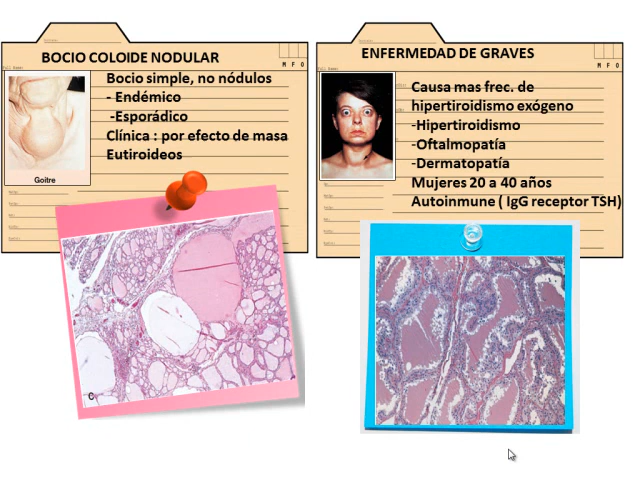 BOCIO COLOIDE NODULAR
M F O
Bocio simple, no nódulos
- Endémico
-Esporádico
Clínica : por efecto de masa
Eutiroideos
Goitre
C
ENFERMEDAD DE GRAVES
M F O
Causa mas frec. de
hipertiroidismo exógeno
-Hipertiroidismo
-Oftalmopatía
-Dermatopatía
Mujeres 20 a 40 años
Autoinmune ( IgG receptor TSH)